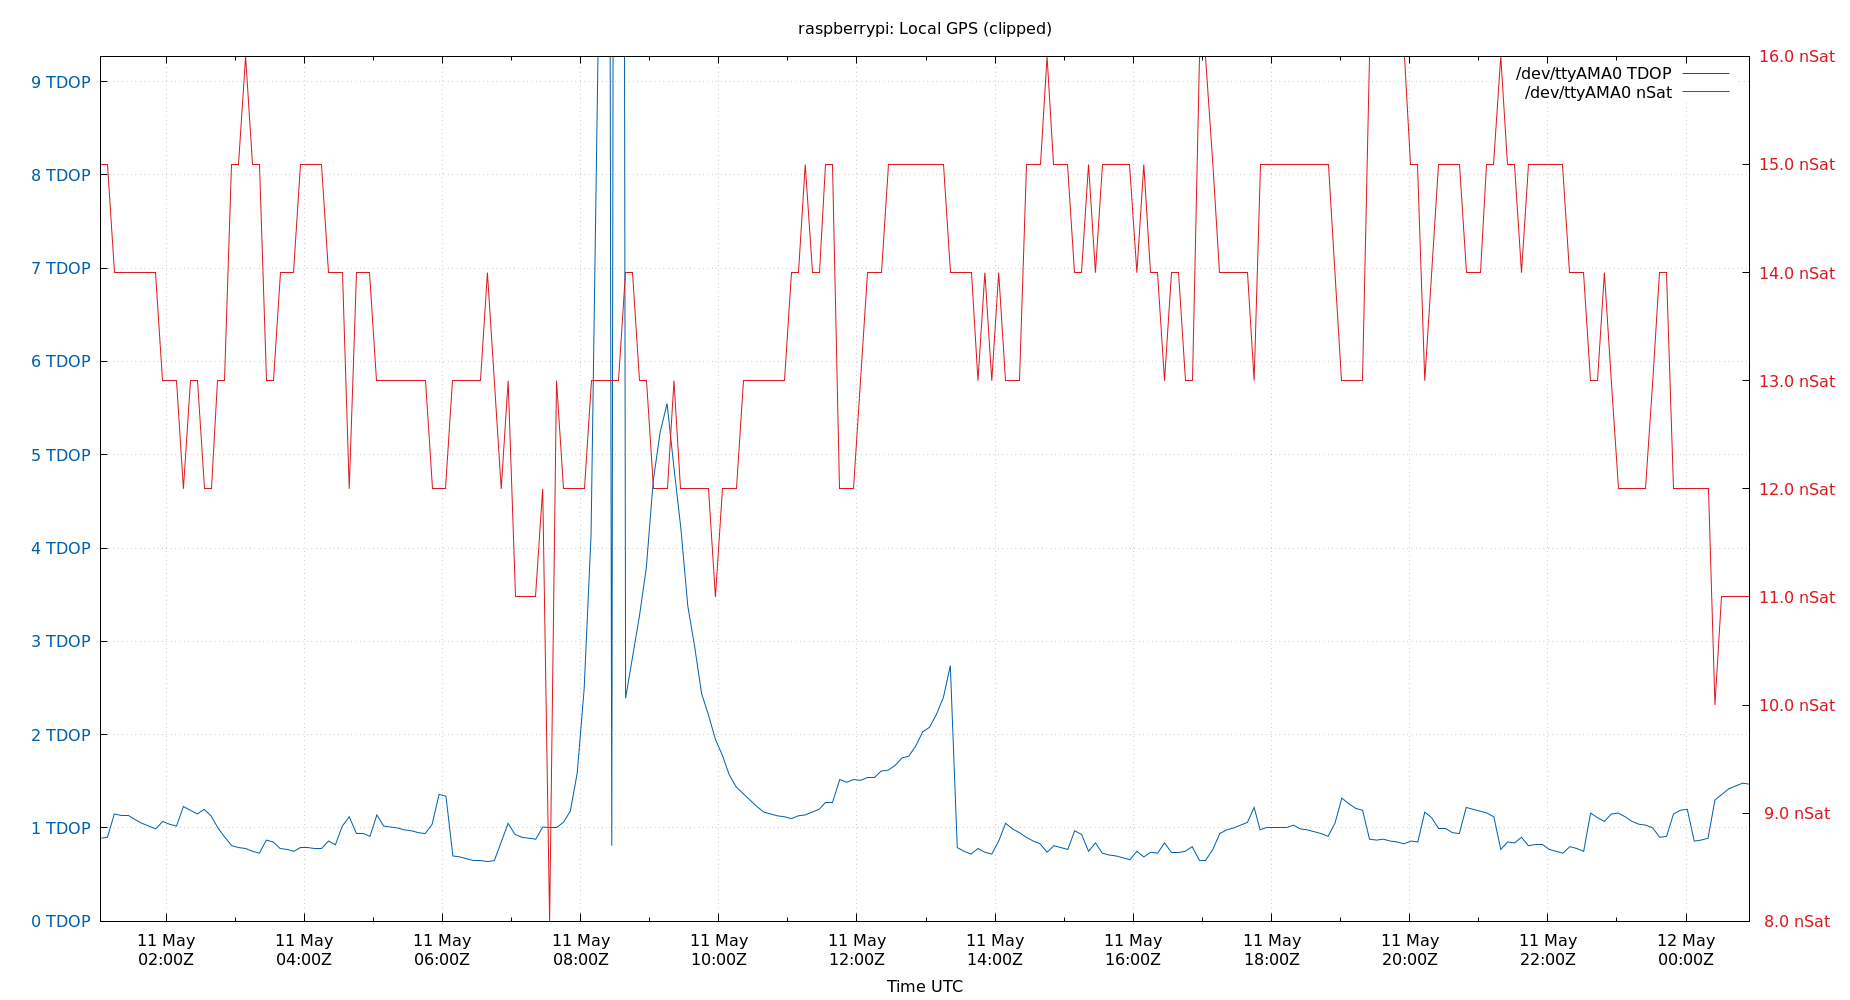 raspberrypi: Local GPS (clipped)
/dev/ttyAMA0 TDOP
/dev/ttyAMA0 nSat
9 TDOP
8 TDOP
7 TDOP
6 TDOP
5 TDOP
4 TDOP
3 TDOP
2 TDOP
1 TDOP
0 TDOP
16.0 nSat
15.0 nSat
14.0 nSat
13.0 nSat
12.0 nSat
11.0 nSat
10.0 nSat
9.0 nSat
8.0 nSat
11 May
02:00Z
11 May
04:00Z
11 May
06:00Z
11 May
08:00Z
11 May
10:00Z
11 May
12:00Z
11 May
14:00Z
11 May
16:00Z
11 May
18:00Z
11 May
20:00Z
11 May
22:00Z
12 May
00:00Z
Time UTC